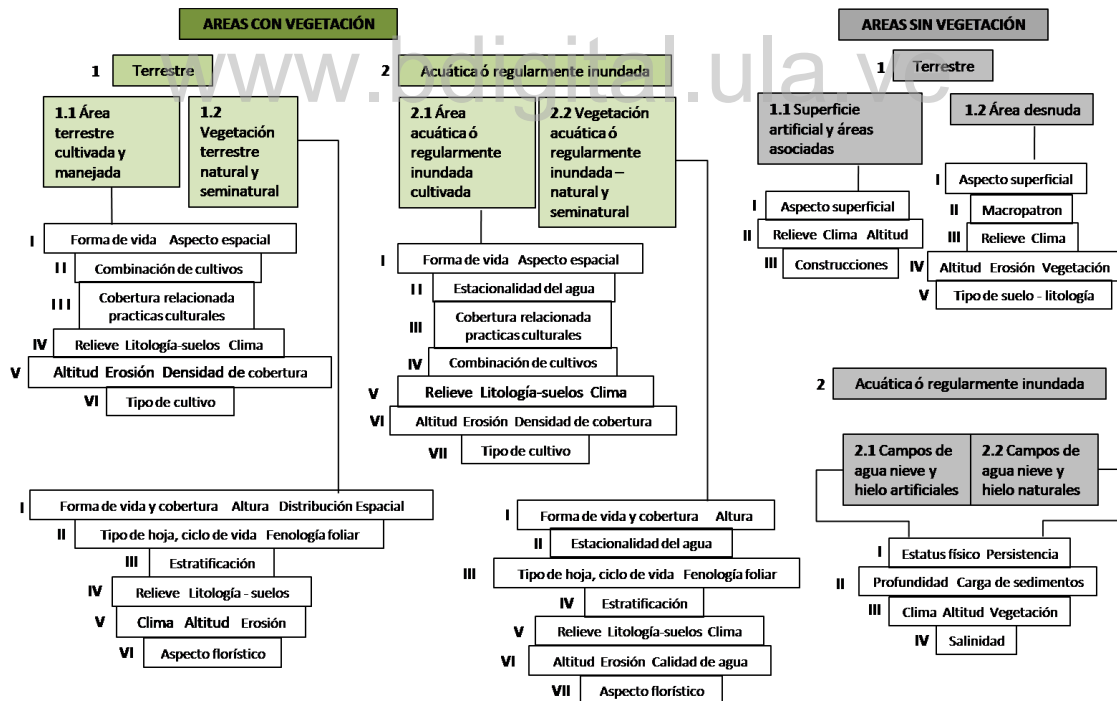 AREAS CON VEGETACIÓN
1 Terrestre
1.1 Área
terrestre
cultivada y
manejada
1.2
Vegetación
terrestre
natural y
seminatural
I Forma de vida Aspecto espacial
II Combinación de cultivos
III Cobertura relacionada
practicas culturales
IV Relieve Litología-suelos Clima
V Altitud Erosión Densidad de cobertura
VI Tipo de cultivo
I Forma de vida y cobertura Altura Distribución Espacial
II Tipo de hoja, ciclo de vida Fenología foliar
III Estratificación
IV Relieve Litología - suelos
V Clima Altitud Erosión
VI Aspecto florístico
2 Acuática ó regularmente inundada
2.1 Área
acuática ó
regularmente
inundada
cultivada
2.2 Vegetación
acuática ó
regularmente
inundada –
natural y
seminatural
I Forma de vida Aspecto espacial
II Estacionalidad del agua
III Cobertura relacionada
practicas culturales
IV Combinación de cultivos
V Relieve Litología-suelos Clima
VI Altitud Erosión Densidad de cobertura
VII Tipo de cultivo
I Forma de vida y cobertura Altura
II Estacionalidad del agua
III Tipo de hoja, ciclo de vida Fenología foliar
IV Estratificación
V Relieve Litología-suelos Clima
VI Altitud Erosión Calidad de agua
VII Aspecto florístico
AREAS SIN VEGETACIÓN
1 Terrestre
1.1 Superficie
artificial y áreas
asociadas
1.2 Área desnuda
I Aspecto superficial
II Relieve Clima Altitud
III Construcciones
I Aspecto superficial
II Macropatron
III Relieve Clima
IV Altitud Erosión Vegetación
V Tipo de suelo - litología
2 Acuática ó regularmente inundada
2.1 Campos de
agua nieve y
hielo artificiales
2.2 Campos de
agua nieve y
hielo naturales
I Estatus físico Persistencia
II Profundidad Carga de sedimentos
III Clima Altitud Vegetación
IV Salinidad
www.bdigital.ula.ve